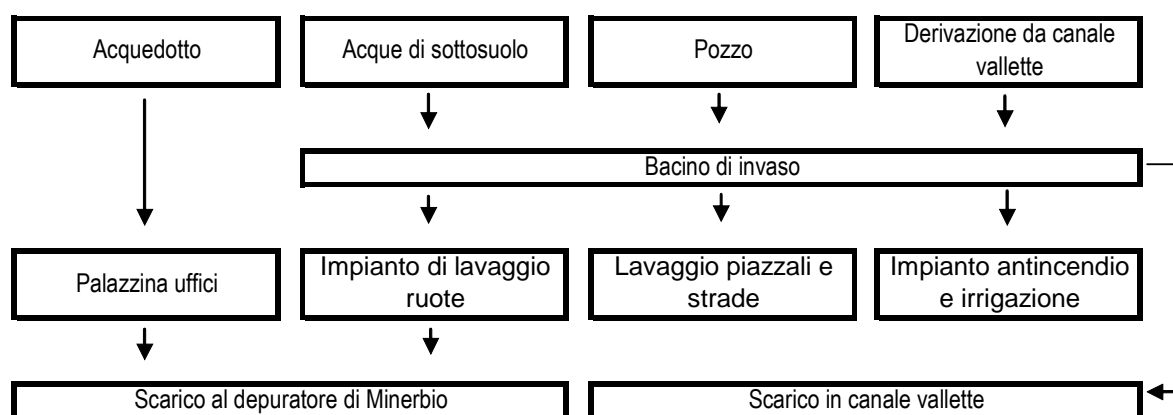 Acquedotto
Acque di sottosuolo
Pozzo
Derivazione da canale
vallette
Bacino di invaso
Palazzina uffici
Impianto di lavaggio
ruote
Lavaggio piazzali e
strade
Impianto antincendio
e irrigazione
Scarico al depuratore di Minerbio
Scarico in canale vallette